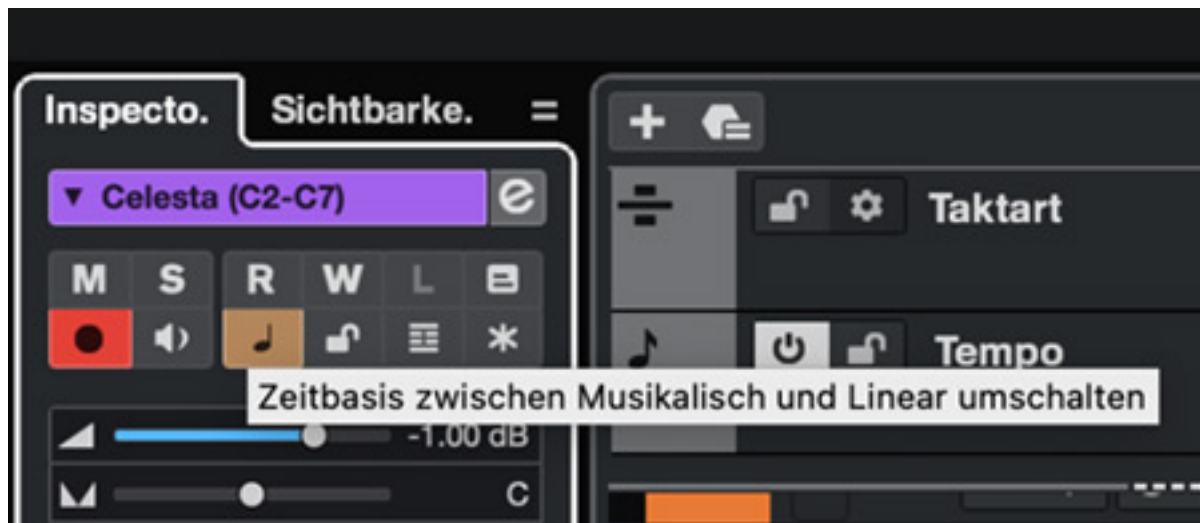 Inspecto. Sichtbarke.
Celesta (C2-C7) e
M S R W L
Taktart
Tempo
Zeitbasis zwischen Musikalisch und Linear umschalten
-1.00 dB
C